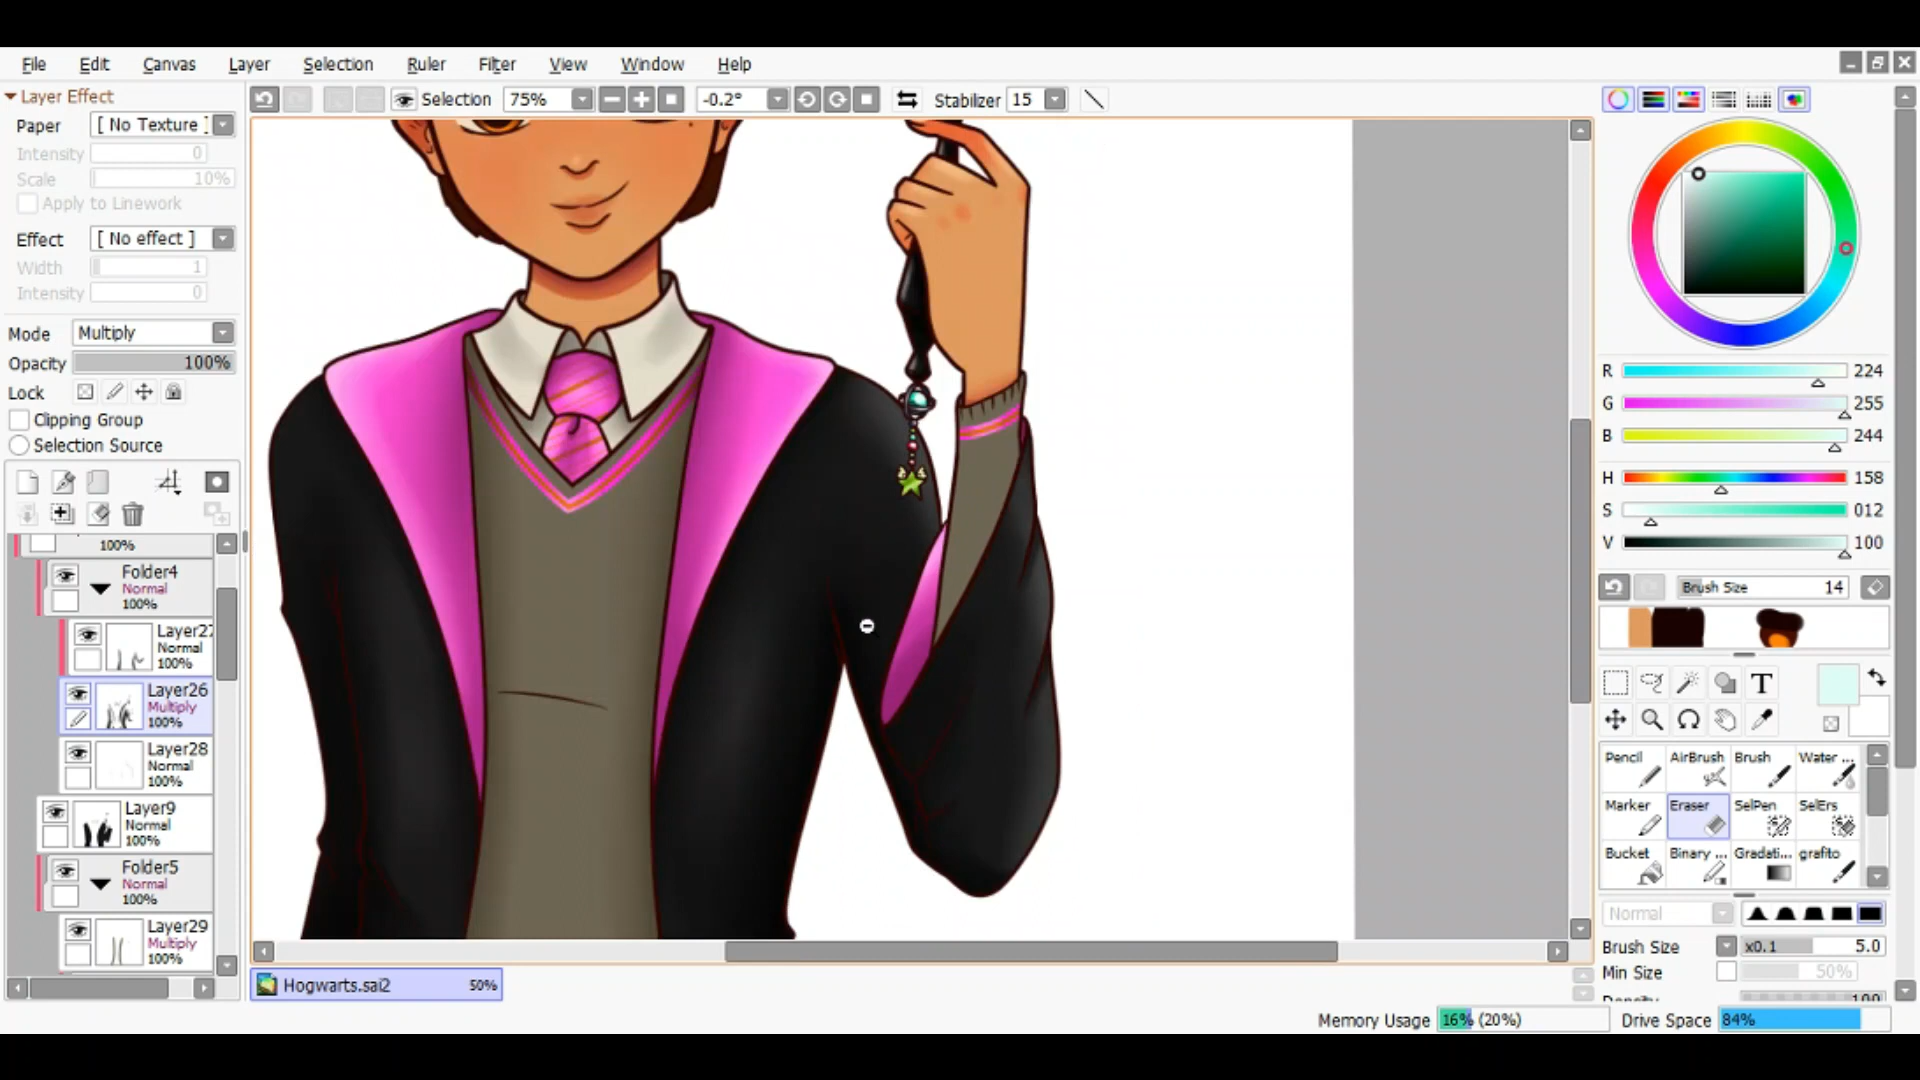 File Edit Canvas Layer Selection Ruler Filter View Window Help
Layer Effect
Paper [ No Texture ]
Intensity 0
Scale 10%
Apply to Linework
Effect [ No effect ]
Width 1
Intensity 0
Mode Multiply
Opacity 100%
Lock
Clipping Group
Selection Source
100%
Folder4
Normal
100%
Layer27
Normal
100%
Layer26
Multiply
100%
Layer28
Normal
100%
Layer9
Normal
100%
Folder5
Normal
100%
Layer29
Multiply
100%
Selection 75% -0.2° Stabilizer 15
Hogwarts.sai2 50%
R 224
G 255
B 244
H 158
S 012
V 100
Brush Size 14
T
Pencil AirBrush Brush Water ...
Marker Eraser SelPen SelErs
Bucket Binary ... Gradati... grafito
Normal
Brush Size x0.1 5.0
Min Size 50%
Density 100
Memory Usage 16% (20%) Drive Space 84%